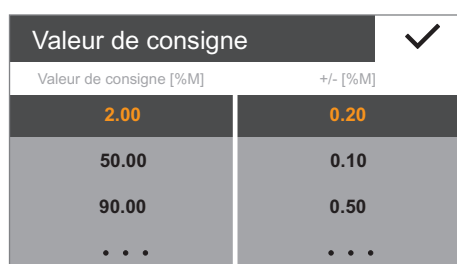 Valeur de consigne
Valeur de consigne [%M] +/- [%M]
2.00 0.20
50.00 0.10
90.00 0.50
• • • • • •